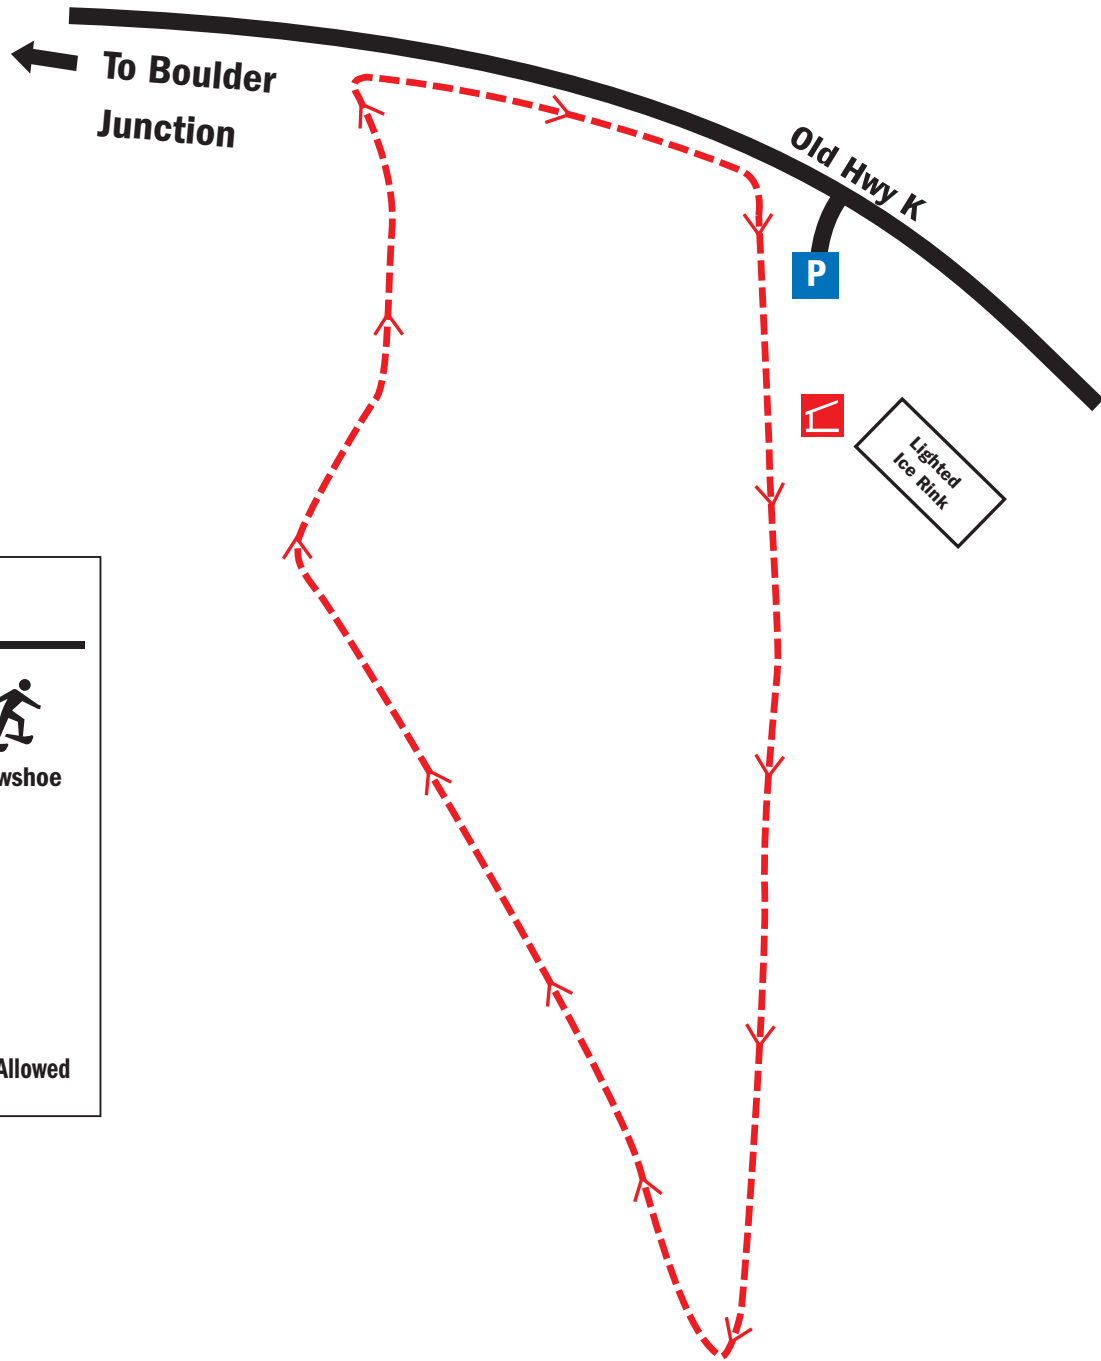 To Boulder
Junction
Old Hwy K
P
Lighted
Ice Rink
wshoe
Allowed